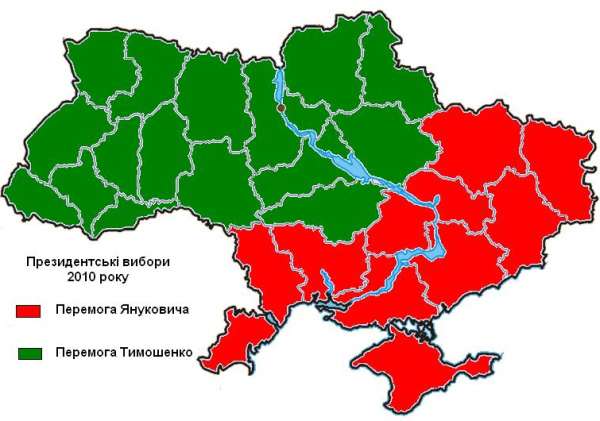 Президентські вибори
2010 року
Перемога Януковича
Перемога Тимошенко